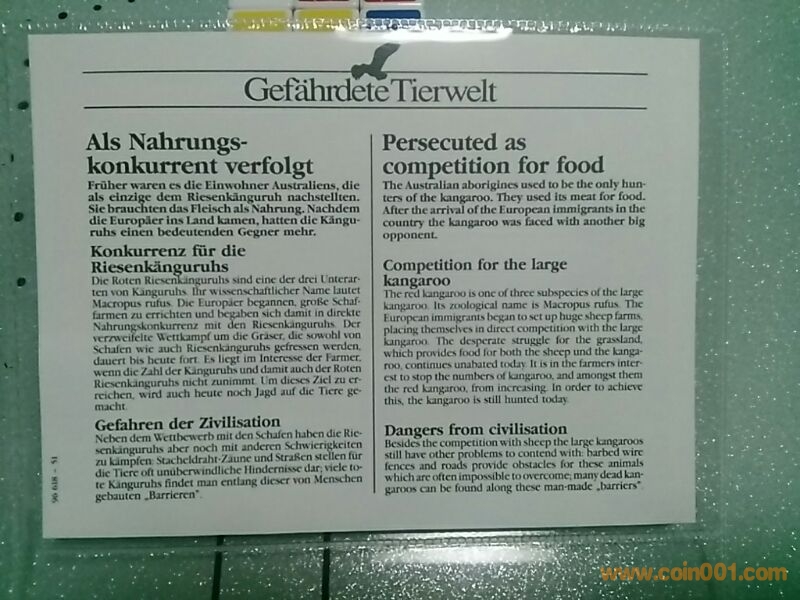 Gefährdete Tierwelt
Als Nahrungs-
konkurrent verfolgt
Früher waren es die Einwohner Australiens, die
als einzige dem Riesenkänguruh nachstellten.
Sie brauchten das Fleisch als Nahrung. Nachdem
die Europäer ins Land kamen, hatten die Kängu-
ruhs einen bedeutenden Gegner mehr.
Konkurrenz für die
Riesenkänguruhs
Die Roten Riesenkänguruhs sind eine der drei Unterar-
ten von Känguruhs. Ihr wissenschaftlicher Name lautet
Macropus rufus. Die Europäer begannen, große Schaf-
farmen zu errichten und begaben sich damit in direkte
Nahrungskonkurrenz mit den Riesenkänguruhs. Der
verzweifelte Wettkampf um die Gräser, die sowohl von
Schafen wie auch Riesenkänguruhs gefressen werden,
dauert bis heute fort. Es liegt im Interesse der Farmer,
wenn die Zahl der Känguruhs und damit auch der Roten
Riesenkänguruhs nicht zunimmt. Um dieses Ziel zu er-
reichen, wird auch heute noch Jagd auf die Tiere ge-
macht.
Gefahren der Zivilisation
Neben dem Wettbewerb mit den Schafen haben die Rie-
senkänguruhs aber noch mit anderen Schwierigkeiten
zu kämpfen: Stacheldraht-Zäune und Straßen stellen für
die Tiere oft unüberwindliche Hindernisse dar; viele to-
te Känguruhs findet man entlang dieser von Menschen
gebauten „Barrieren".
96 618 - 51
Persecuted as
competition for food
The Australian aborigines used to be the only hun-
ters of the kangaroo. They used its meat for food.
After the arrival of the European immigrants in the
country the kangaroo was faced with another big
opponent.
Competition for the large
kangaroo
The red kangaroo is one of three subspecies of the large
kangaroo. Its zoological name is Macropus rufus. The
European immigrants began to set up huge sheep farms,
placing themselves in direct competition with the large
kangaroo. The desperate struggle for the grassland,
which provides food for both the sheep und the kanga-
roo, continues unabated today. It is in the farmers inter-
est to stop the numbers of kangaroo, and amongst them
the red kangaroo, from increasing. In order to achieve
this, the kangaroo is still hunted today.
Dangers from civilisation
Besides the competition with sheep the large kangaroos
still have other problems to contend with: barbed wire
fences and roads provide obstacles for these animals
which are often impossible to overcome; many dead kan-
garoos can be found along these man-made „barriers".
www.coin001.com